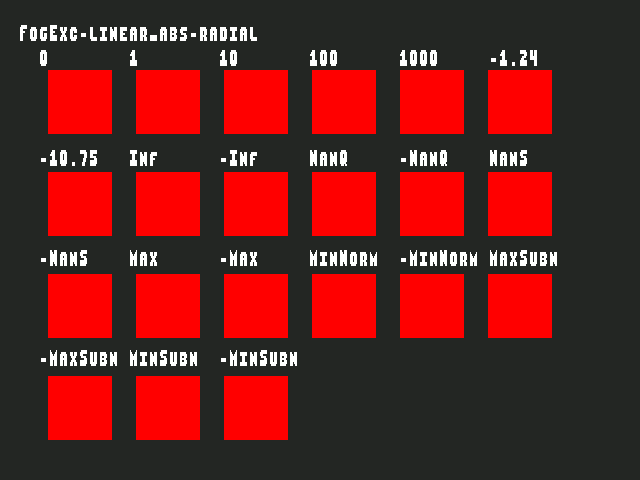 FogExc-linear_abs-radial
0 1 10 100 1000 -1.24
-10.75 Inf -Inf NanQ -NanQ NanS
-NanS Max -Max MinNorm -MinNorm MaxSubN
-MaxSubN MinSubN -MinSubN